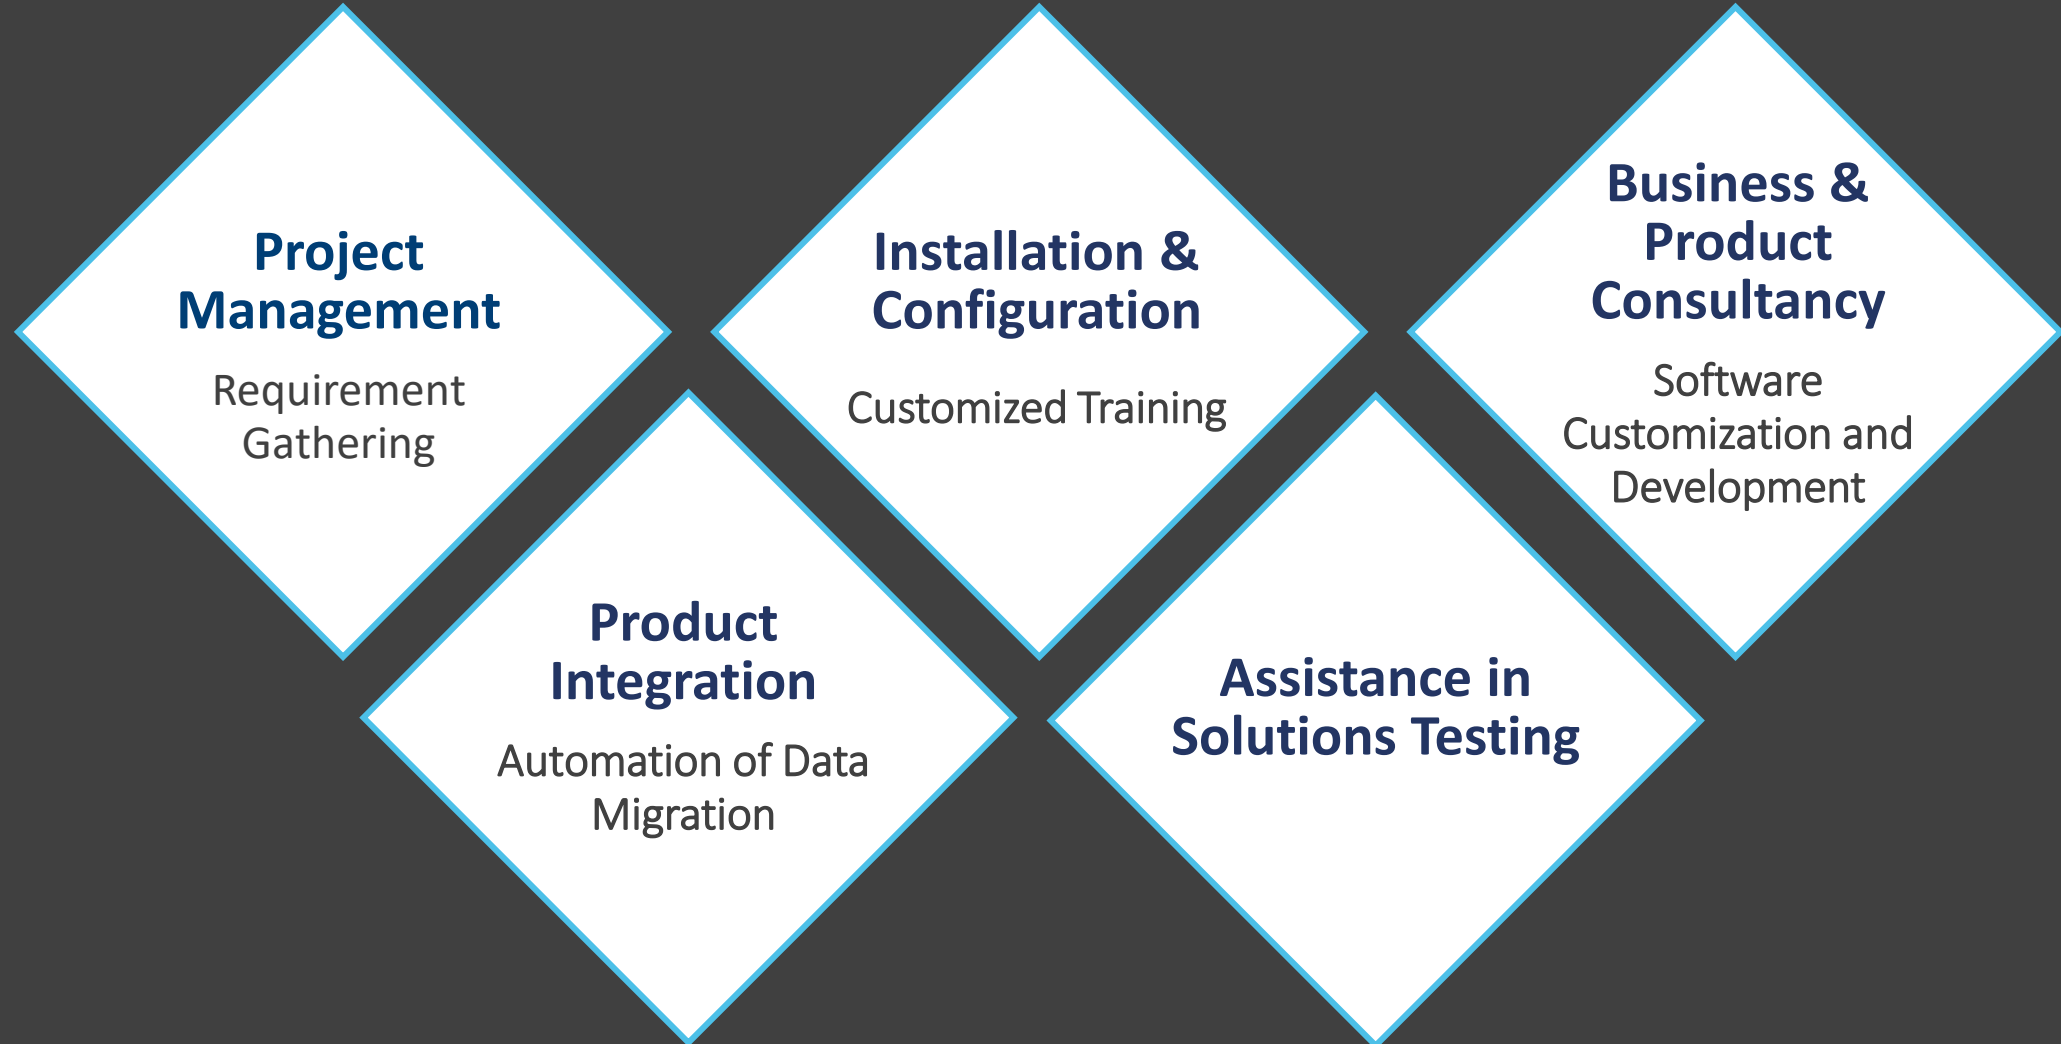 Project
Management
Requirement
Gathering
Installation &
Configuration
Customized Training
Business &
Product
Consultancy
Software
Customization and
Development
Product
Integration
Automation of Data
Migration
Assistance in
Solutions Testing